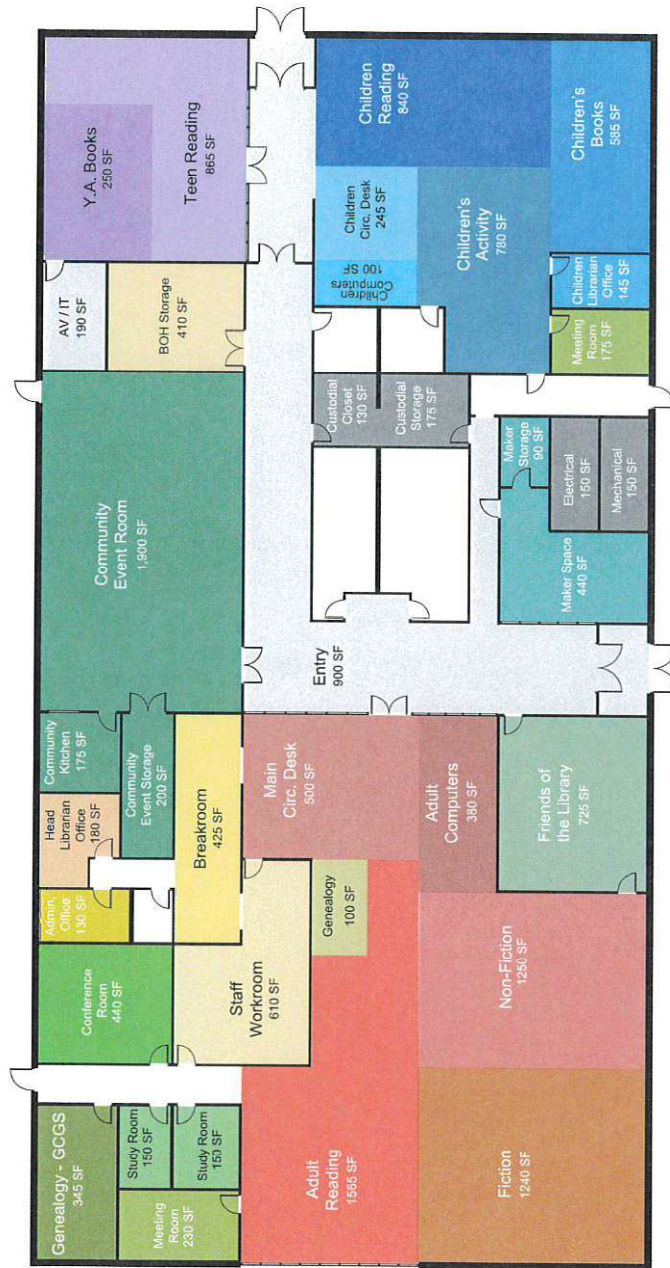 Genealogy - GCGS
345 SF
Study Room
150 SF
Study Room
150 SF
Meeting
Room
230 SF
Conference
Room
440 SF
Admin.
Office
130 SF
Head
Librarian
Office
180 SF
Community
Kitchen
175 SF
Community
Event Storage
200 SF
Breakroom
425 SF
Staff
Workroom
610 SF
Community
Event Room
1,900 SF
AV / IT
190 SF
BOH Storage
410 SF
Y.A. Books
250 SF
Teen Reading
865 SF
Adult
Reading
1565 SF
Genealogy
100 SF
Main
Circ. Desk
500 SF
Adult
Computers
380 SF
Fiction
1240 SF
Non-Fiction
1250 SF
Friends of
the Library
725 SF
Entry
900 SF
Custodial
Closet
130 SF
Custodial
Storage
175 SF
Maker Space
440 SF
Maker
Storage
90 SF
Electrical
150 SF
Mechanical
150 SF
Children
Computers
100 SF
Children
Circ. Desk
245 SF
Children
Reading
840 SF
Children's
Activity
780 SF
Meeting
Room
175 SF
Children
Librarian
Office
145 SF
Children's
Books
585 SF